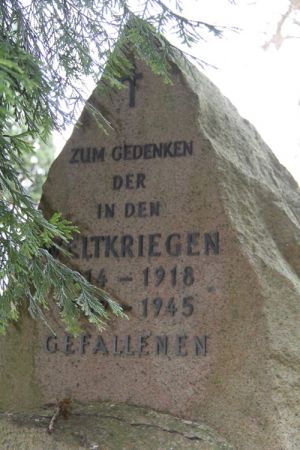 ZUM GEDENKEN
DER
IN DEN
ELTKRIEGEN
14 – 1918
– 1945
GEFALLENEN